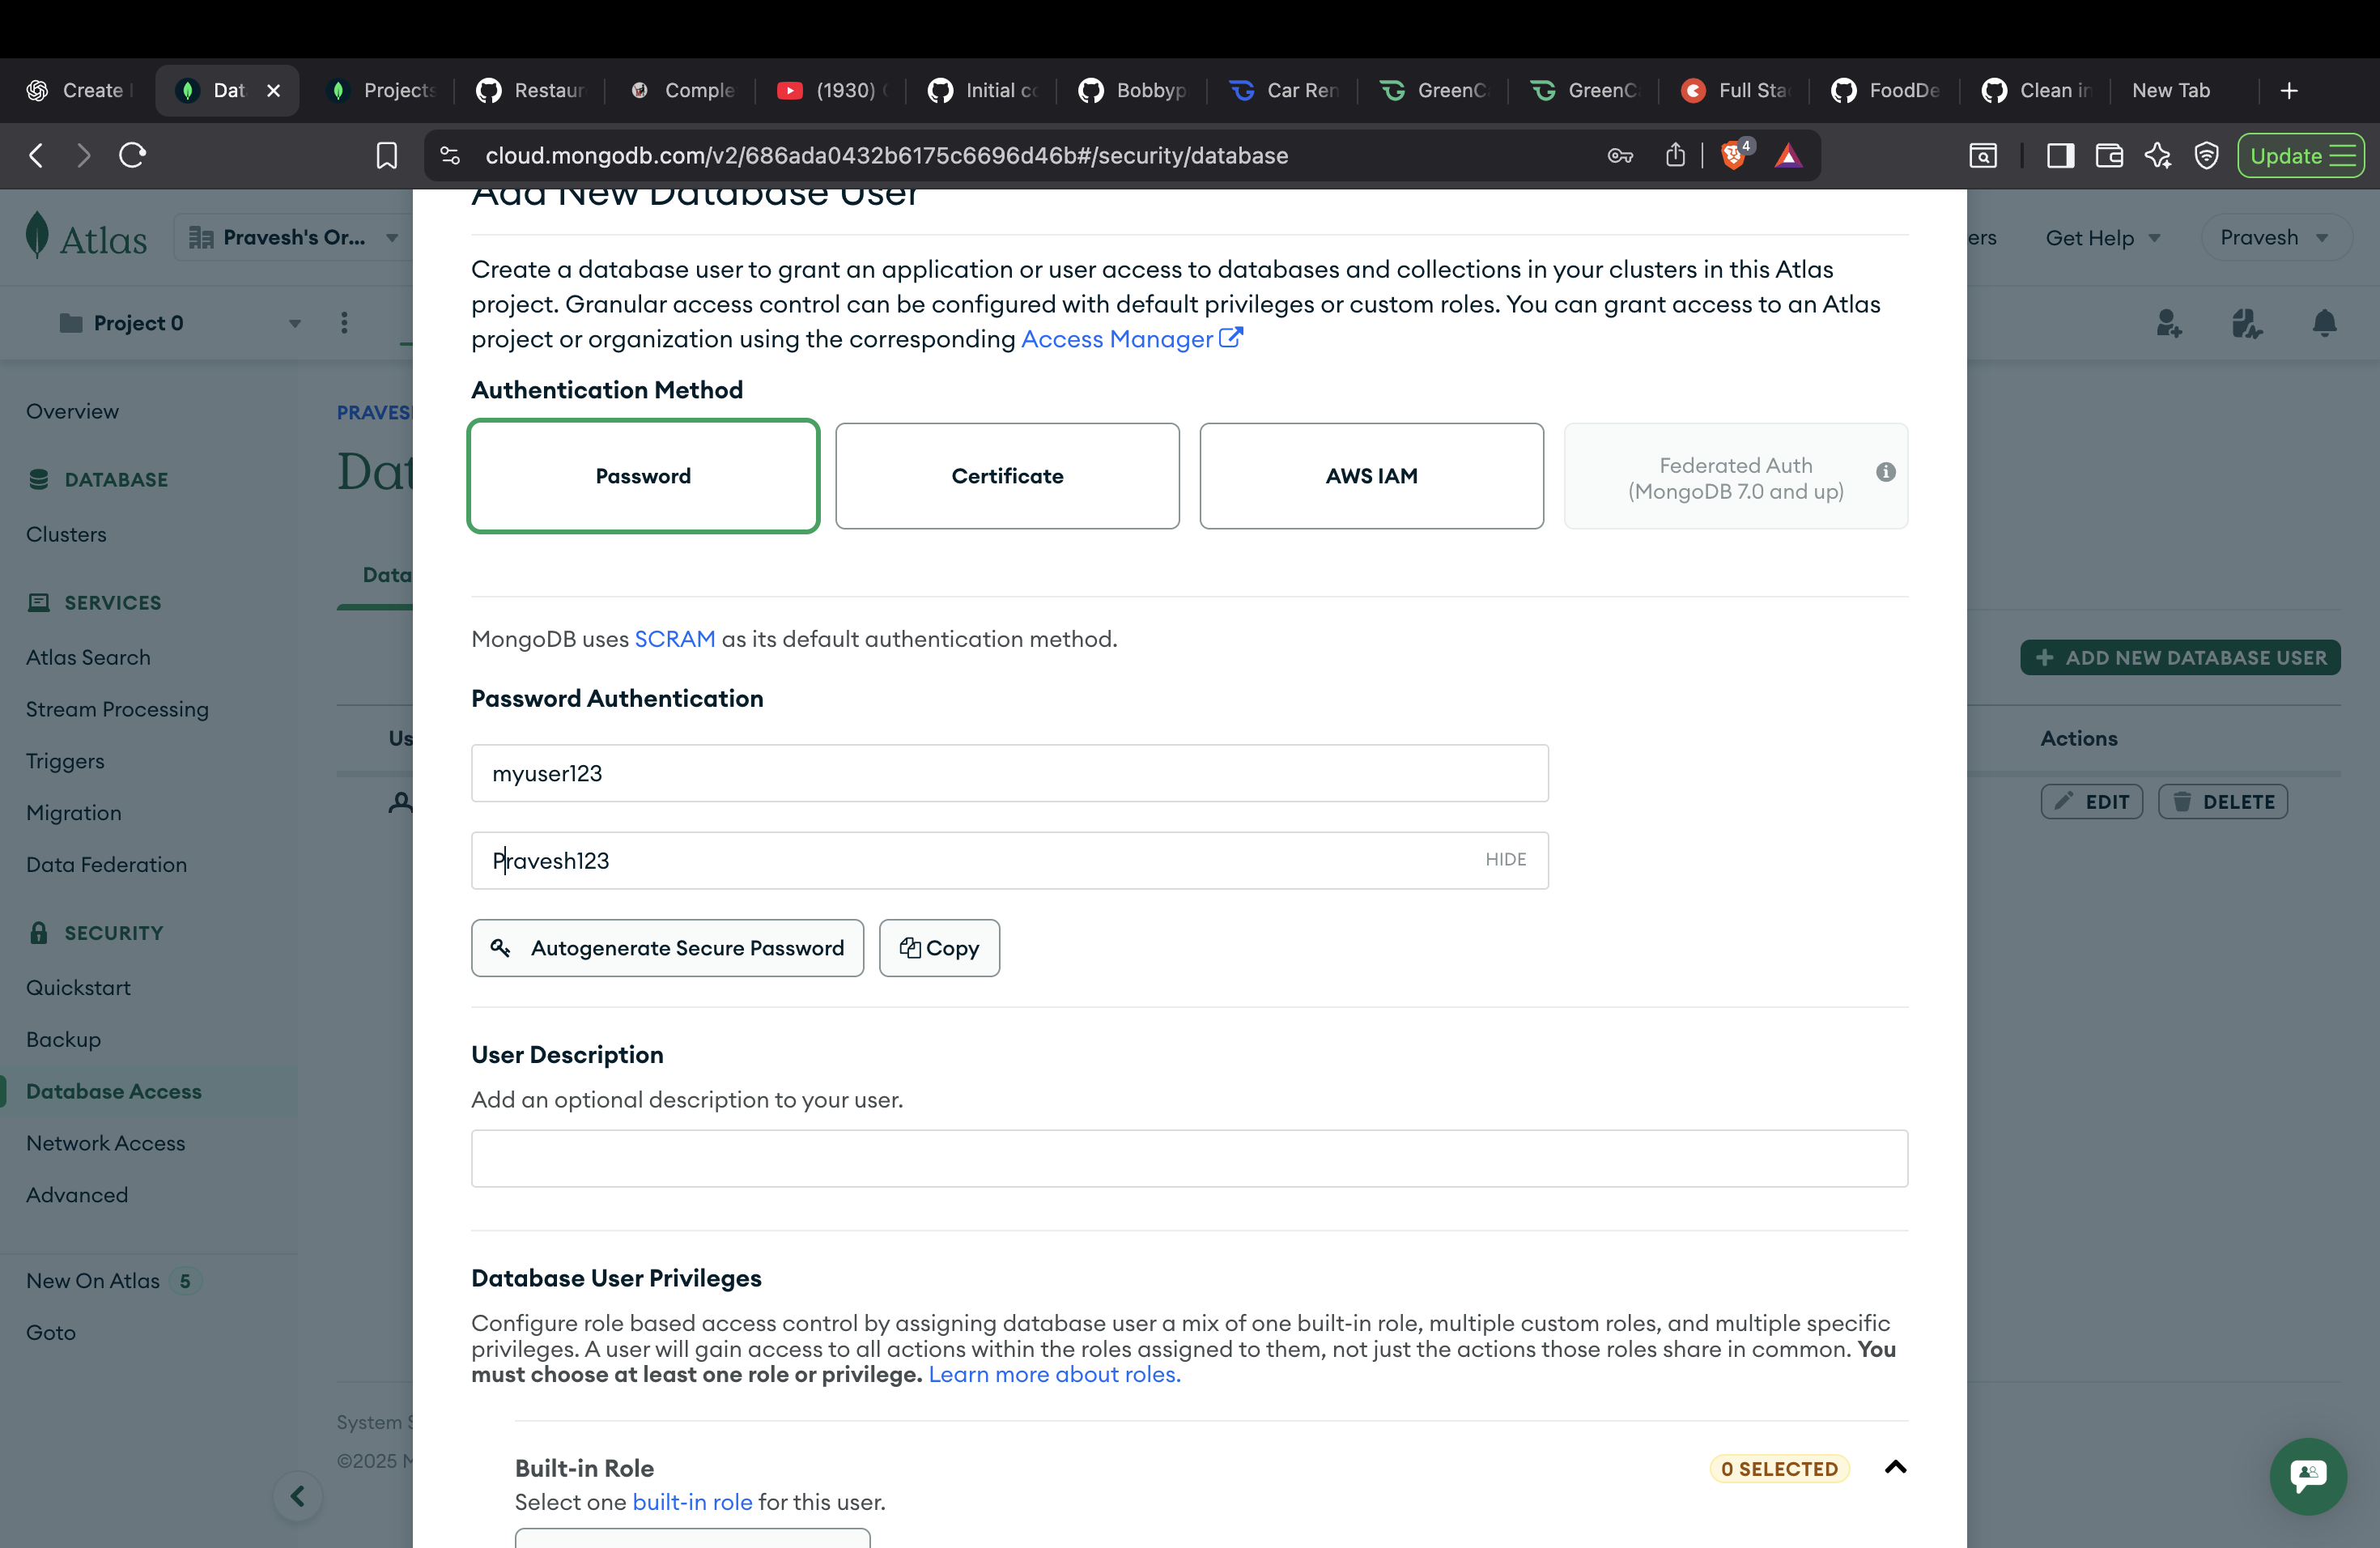 Create
Dat
Projects
Restaur
Comple
(1930)
Initial co
Bobbyp
Car Ren
GreenC
GreenC
Full Sta
FoodDe
Clean in
New Tab
cloud.mongodb.com/v2/686ada0432b6175c6696d46b#/security/database
4
Update
Atlas
Pravesh's Or...
ers
Get Help
Pravesh
Project 0
Overview
DATABASE
Clusters
SERVICES
Atlas Search
Stream Processing
Triggers
Migration
Data Federation
SECURITY
Quickstart
Backup
Database Access
Network Access
Advanced
New On Atlas 5
Goto
PRAVES
Dat
Data
Us
System S
©2025 M
Add New Database User
Create a database user to grant an application or user access to databases and collections in your clusters in this Atlas
project. Granular access control can be configured with default privileges or custom roles. You can grant access to an Atlas
project or organization using the corresponding Access Manager
Authentication Method
Password
Certificate
AWS IAM
Federated Auth
(MongoDB 7.0 and up)
MongoDB uses SCRAM as its default authentication method.
Password Authentication
myuser123
Pravesh123
HIDE
Autogenerate Secure Password
Copy
User Description
Add an optional description to your user.
Database User Privileges
Configure role based access control by assigning database user a mix of one built-in role, multiple custom roles, and multiple specific
privileges. A user will gain access to all actions within the roles assigned to them, not just the actions those roles share in common. You
must choose at least one role or privilege. Learn more about roles.
Built-in Role
0 SELECTED
Select one built-in role for this user.
+ ADD NEW DATABASE USER
Actions
EDIT
DELETE